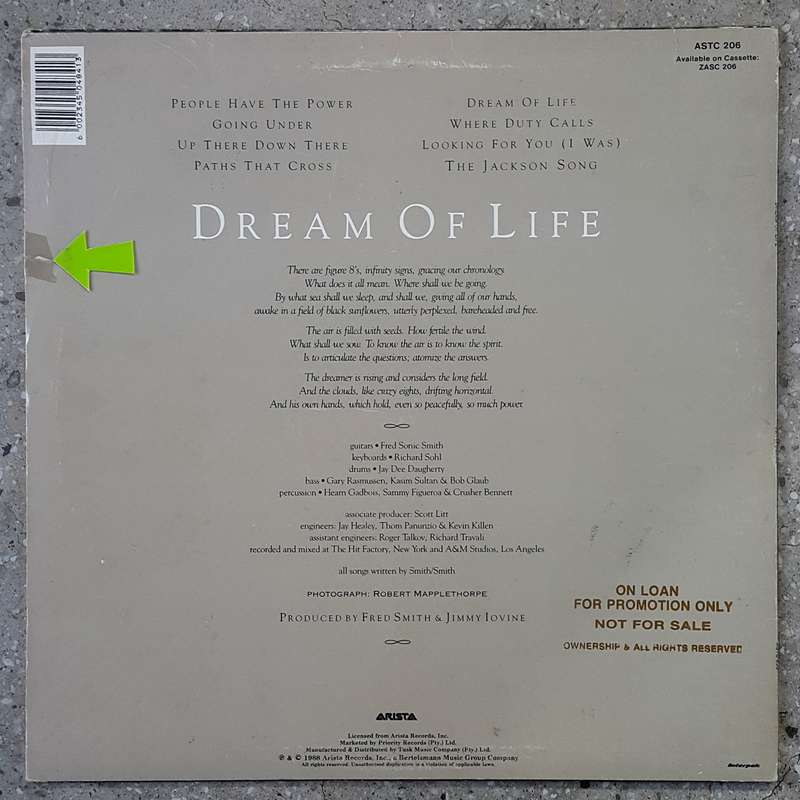 6 002345 049413
ASTC 206
Available on Cassette:
ZASC 206
PEOPLE HAVE THE POWER
GOING UNDER
UP THERE DOWN THERE
PATHS THAT CROSS
DREAM OF LIFE
WHERE DUTY CALLS
LOOKING FOR YOU (I WAS)
THE JACKSON SONG
DREAM OF LIFE
There are figure 8's, infinity signs, gracing our chronology.
What does it all mean. Where shall we be going.
By what sea shall we sleep, and shall we, giving all of our hands,
awake in a field of black sunflowers, utterly perplexed, bareheaded and free.
The air is filled with seeds. How fertile the wind.
What shall we sow. To know the air is to know the spirit.
Is to articulate the questions; atomize the answers.
The dreamer is rising and considers the long field.
And the clouds, like crazy eights, drifting horizontal.
And his own hands, which hold, even so peacefully, so much power.
guitars • Fred Sonic Smith
keyboards • Richard Sohl
drums • Jay Dee Daugherty
bass • Gary Rasmussen, Kasim Sultan & Bob Glaub
percussion • Hearn Gadbois, Sammy Figueroa & Crusher Bennett
associate producer: Scott Litt
engineers: Jay Healey, Thom Panunzio & Kevin Killen
assistant engineers: Roger Talkov, Richard Travali
recorded and mixed at The Hit Factory, New York and A&M Studios, Los Angeles
all songs written by Smith/Smith
PHOTOGRAPH: ROBERT MAPPLETHORPE
PRODUCED BY FRED SMITH & JIMMY IOVINE
ON LOAN
FOR PROMOTION ONLY
NOT FOR SALE
OWNERSHIP & ALL RIGHTS RESERVED
ARISTA
Licensed from Arista Records, Inc.
Marketed by Priority Records (Pty.) Ltd.
Manufactured & Distributed by Tusk Music Company (Pty.) Ltd.
℗ & © 1988 Arista Records, Inc., a Bertelsmann Music Group Company
All rights reserved. Unauthorised duplication is a violation of applicable laws.
Interpak